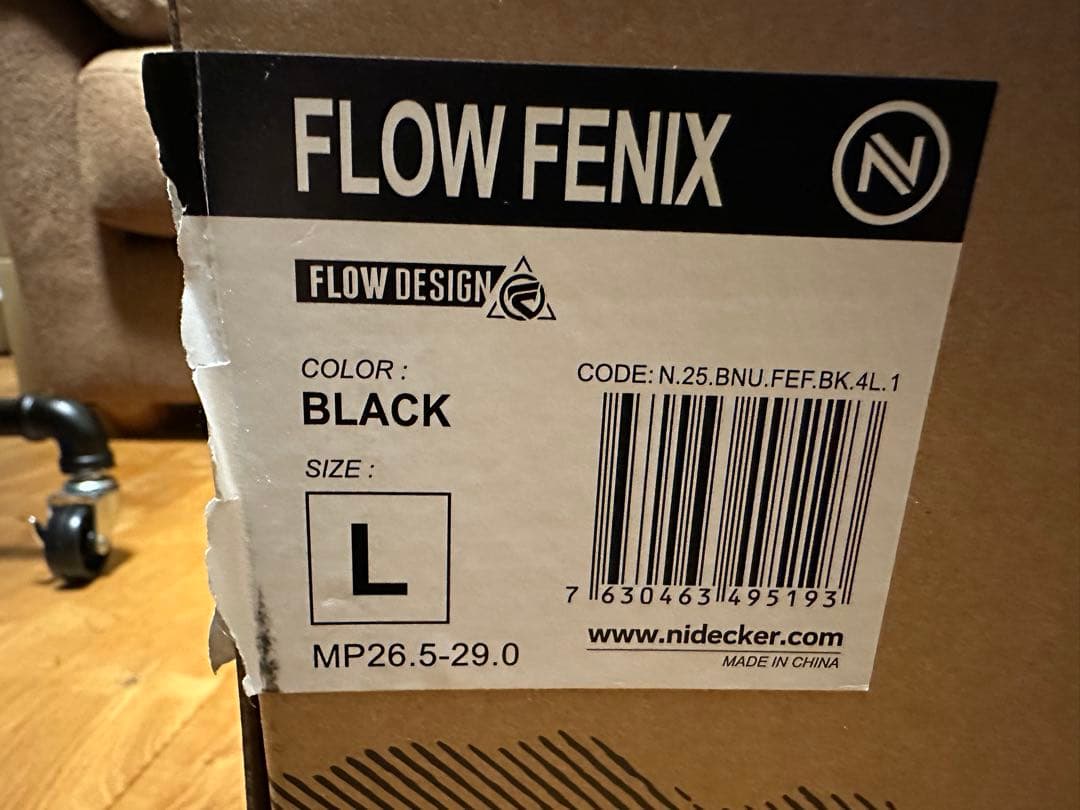 FLOW FENIX
N
FLOW DESIGN
COLOR :
BLACK
SIZE :
L
MP26.5-29.0
CODE: N.25.BNU.FEF.BK.4L.1
7 630463 495193
www.nidecker.com
MADE IN CHINA